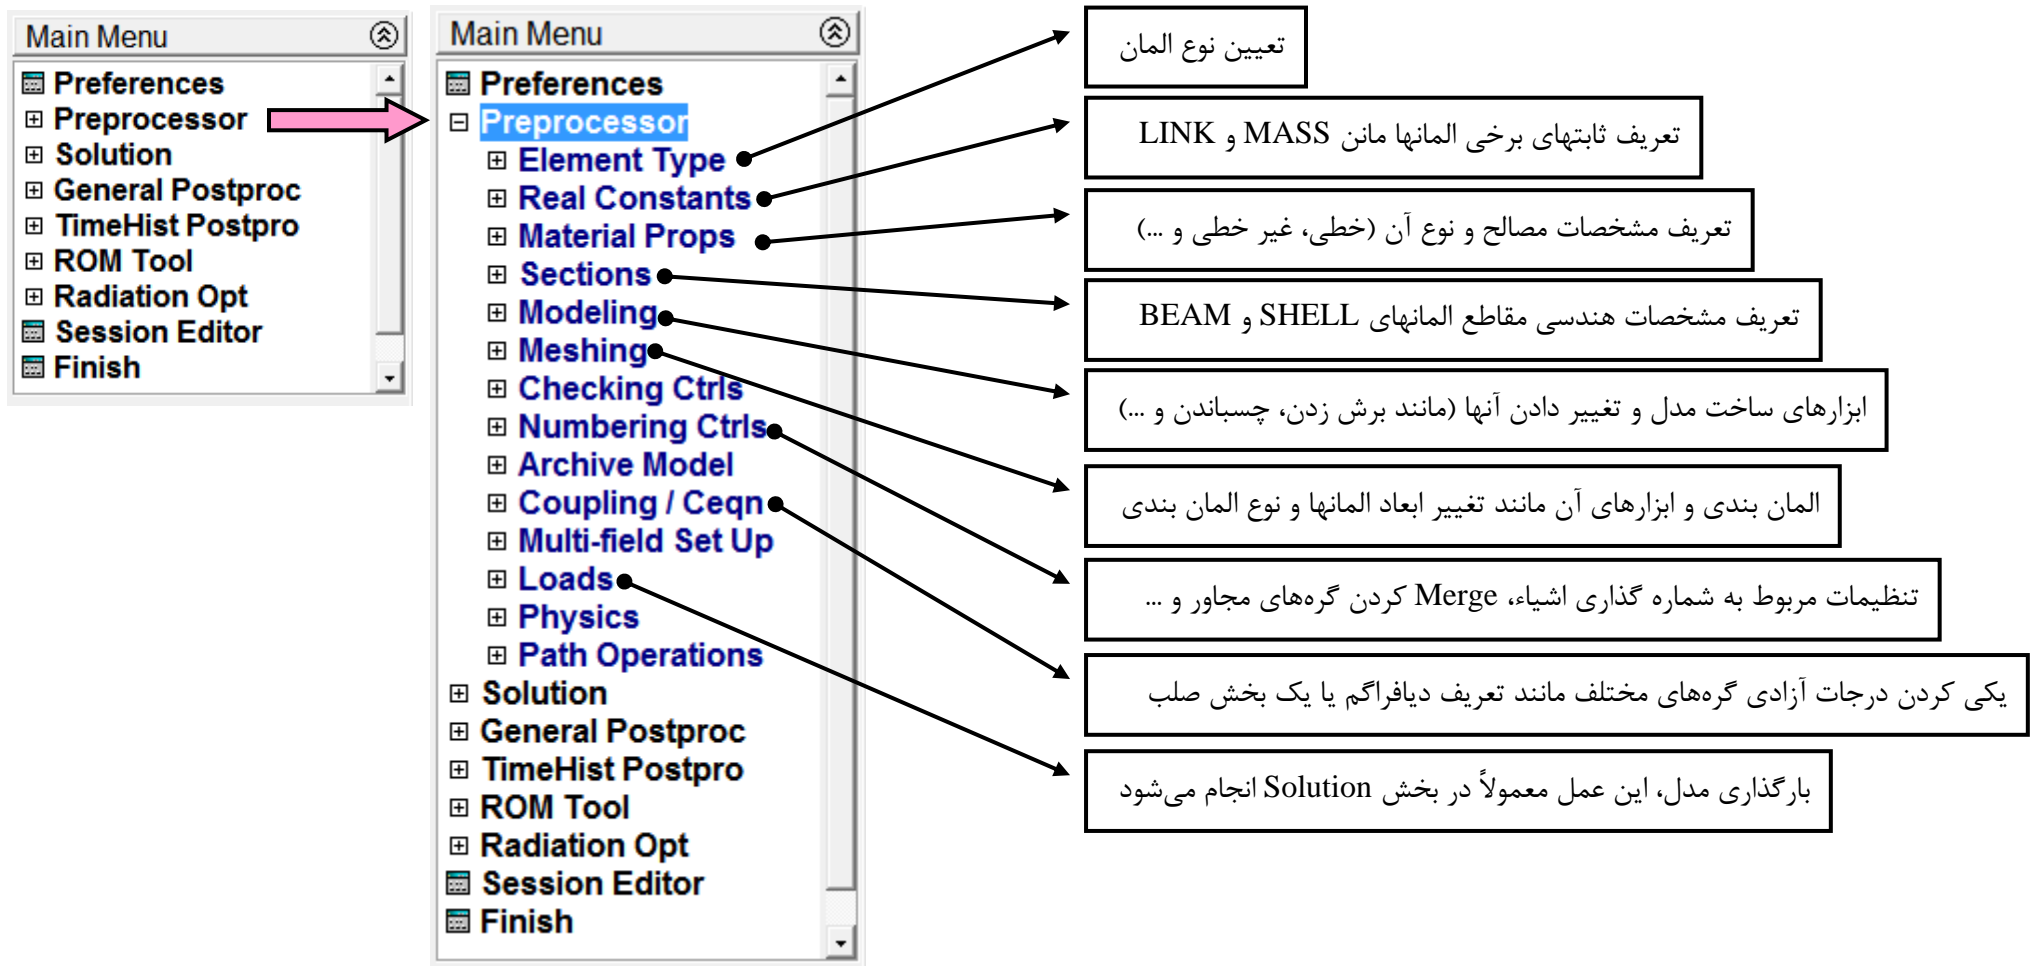 Main Menu
Preferences
Preprocessor
Solution
General Postproc
TimeHist Postpro
ROM Tool
Radiation Opt
Session Editor
Finish
Main Menu
Preferences
Preprocessor
Element Type
Real Constants
Material Props
Sections
Modeling
Meshing
Checking Ctrls
Numbering Ctrls
Archive Model
Coupling / Ceqn
Multi-field Set Up
Loads
Physics
Path Operations
Solution
General Postproc
TimeHist Postpro
ROM Tool
Radiation Opt
Session Editor
Finish
تعیین نوع المان
تعریف ثابتهای برخی المانها مانن MASS و LINK
تعریف مشخصات مصالح و نوع آن (خطی، غیر خطی و ...)
تعریف مشخصات هندسی مقاطع المانهای SHELL و BEAM
ابزارهای ساخت مدل و تغییر دادن آنها (مانند برش زدن، چسباندن و ...)
المان بندی و ابزارهای آن مانند تغییر ابعاد المانها و نوع المان بندی
تنظیمات مربوط به شماره گذاری اشیاء، Merge کردن گره‌های مجاور و ...
یکی کردن درجات آزادی گره‌های مختلف مانند تعریف دیافراگم یا یک بخش صلب
بارگذاری مدل، این عمل معمولاً در بخش Solution انجام می‌شود